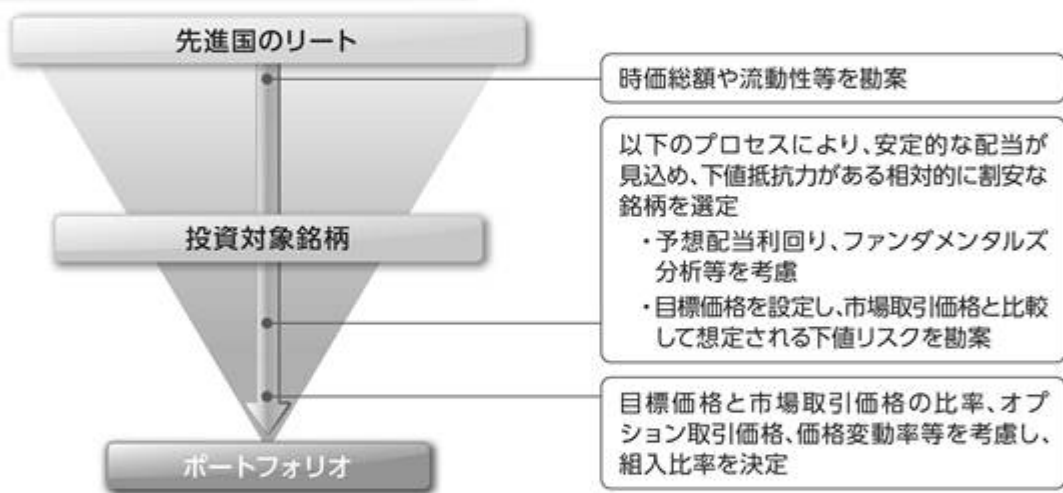 先進国のリート
時価総額や流動性等を勘案
以下のプロセスにより、安定的な配当が
見込め、下値抵抗力がある相対的に割安な
銘柄を選定
・予想配当利回り、ファンダメンタルズ
分析等を考慮
・目標価格を設定し、市場取引価格と比較
して想定される下値リスクを勘案
投資対象銘柄
目標価格と市場取引価格の比率、オプ
ション取引価格、価格変動率等を考慮し、
組入比率を決定
ポートフォリオ